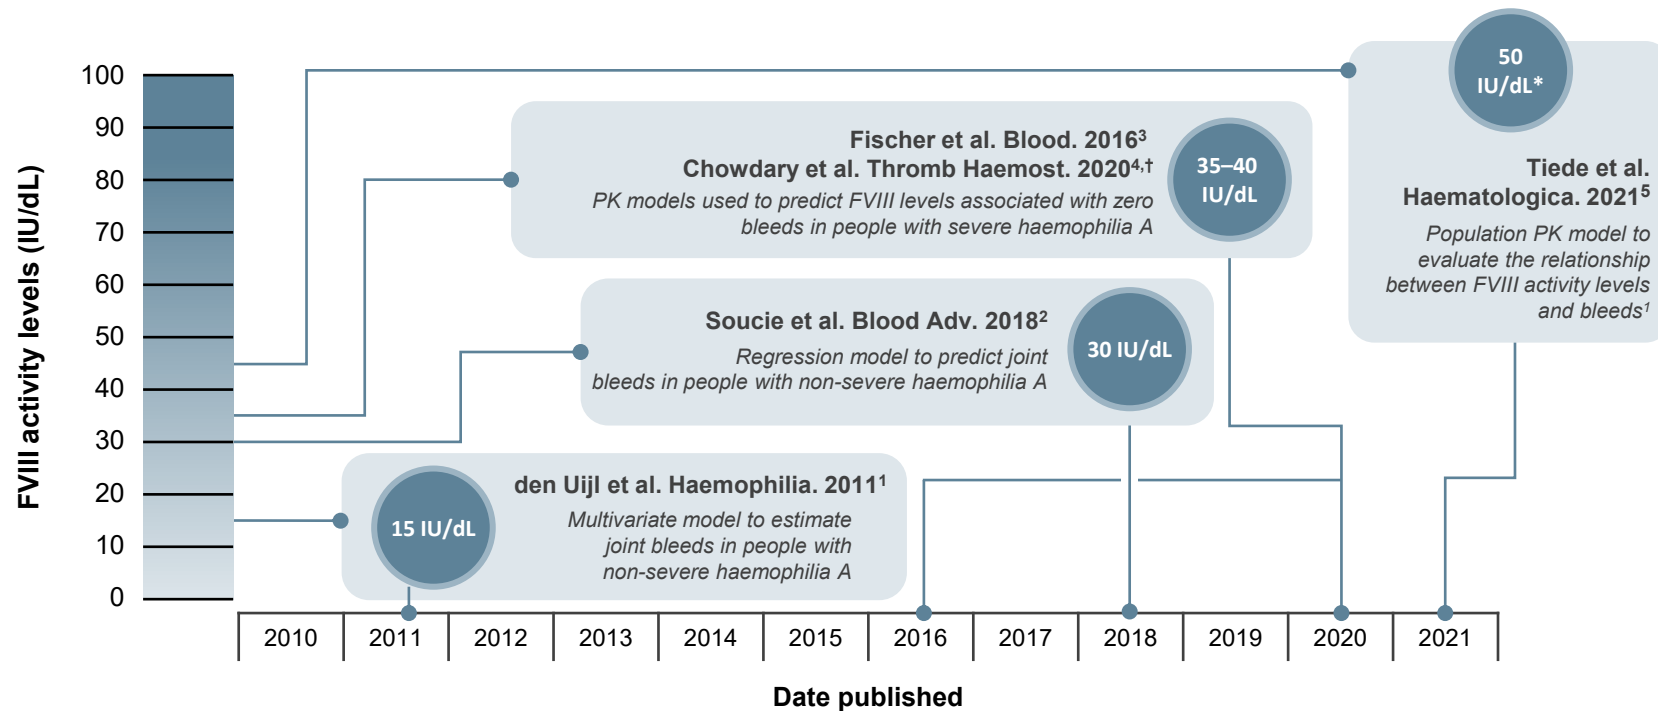 FVIII activity levels (IU/dL)
100
90
80
70
60
50
40
30
20
10
0
50
IU/dL*
Tiede et al.
Haematologica. 2021⁵
Population PK model to
evaluate the relationship
between FVIII activity levels
and bleeds¹
Fischer et al. Blood. 2016³
Chowdary et al. Thromb Haemost. 2020⁴,†
PK models used to predict FVIII levels associated with zero
bleeds in people with severe haemophilia A
35–40
IU/dL
Soucie et al. Blood Adv. 2018²
Regression model to predict joint
bleeds in people with non-severe haemophilia A
30 IU/dL
15 IU/dL
den Uijl et al. Haemophilia. 2011¹
Multivariate model to estimate
joint bleeds in people with
non-severe haemophilia A
2010 2011 2012 2013 2014 2015 2016 2017 2018 2019 2020 2021
Date published